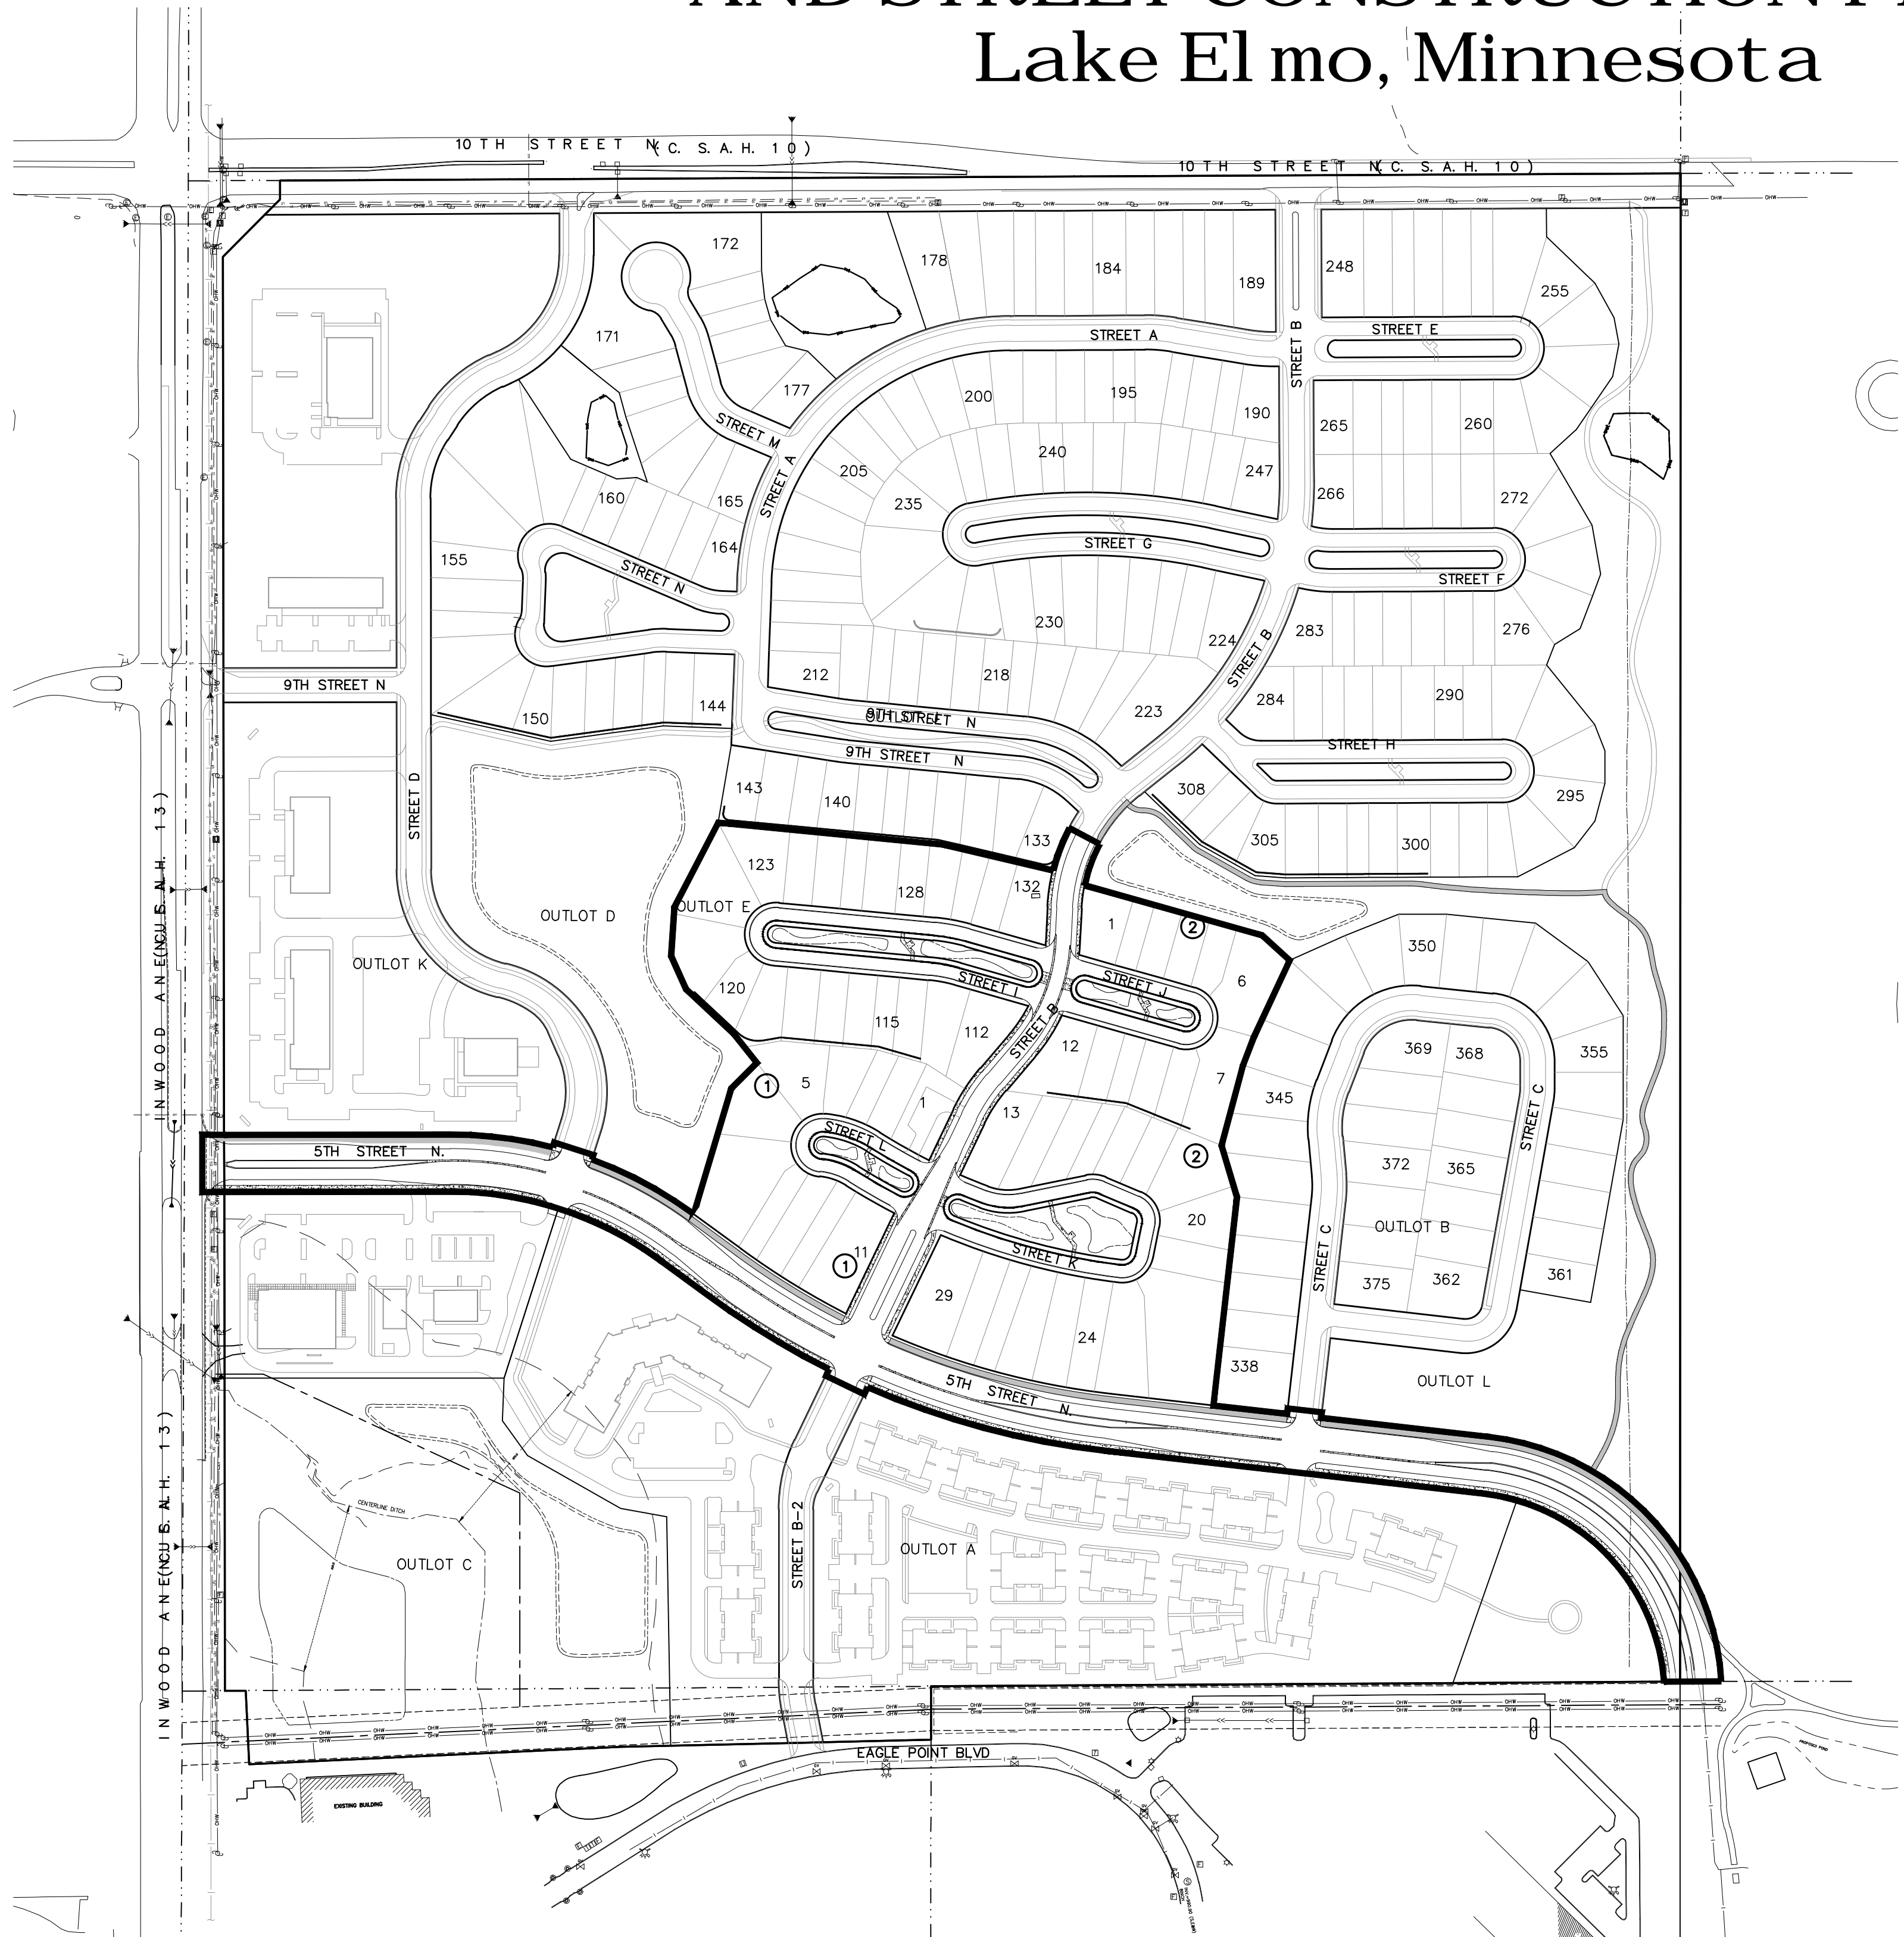 Lake Elmo, Minnesota
10TH STREET N. (C. S. A. H. 10)
10TH STREET N. (C. S. A. H. 10)
172
178
184
189
248
255
171
STREET A
STREET B
STREET E
177
200
195
190
265
260
STREET M
STREET A
205
240
247
235
266
272
160
165
164
155
STREET G
STREET N
STREET F
230
224
283
276
STREET B
212
218
9TH STREET N
150
144
223
284
290
9TH STREET N
9TH STREET N
STREET H
143
140
308
295
STREET D
133
305
300
123
128
132
OUTLOT E
OUTLOT D
1
2
350
OUTLOT K
120
STREET I
STREET J
6
115
112
STREET B
12
369
368
355
1
5
1
7
345
13
STREET C
STREET L
5TH STREET N.
2
372
365
20
OUTLOT B
11
1
STREET K
STREET C
375
362
361
29
24
338
OUTLOT L
5TH STREET N.
CENTERLINE DITCH
STREET B-2
OUTLOT A
OUTLOT C
EAGLE POINT BLVD
EXISTING BUILDING
PROPOSED POND